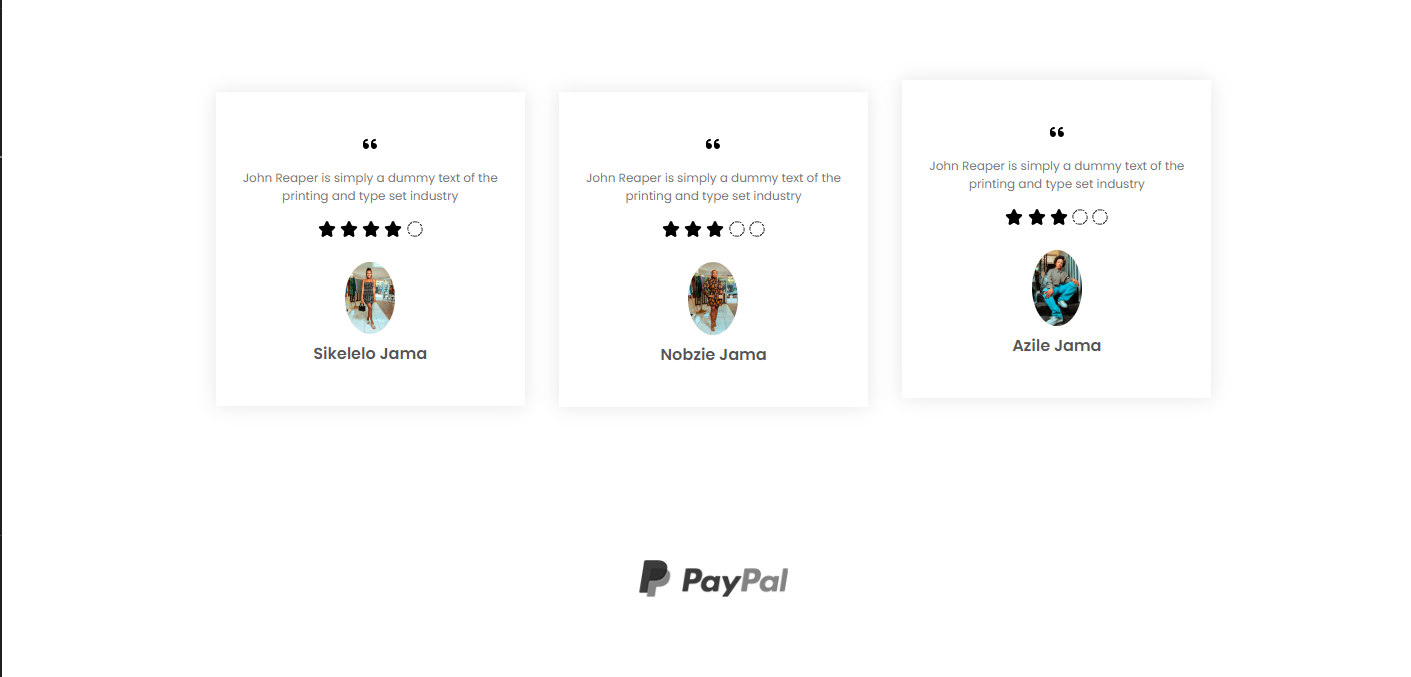 “
John Reaper is simply a dummy text of the
printing and type set industry
Sikelelo Jama
“
John Reaper is simply a dummy text of the
printing and type set industry
Nobzie Jama
“
John Reaper is simply a dummy text of the
printing and type set industry
Azile Jama
PayPal